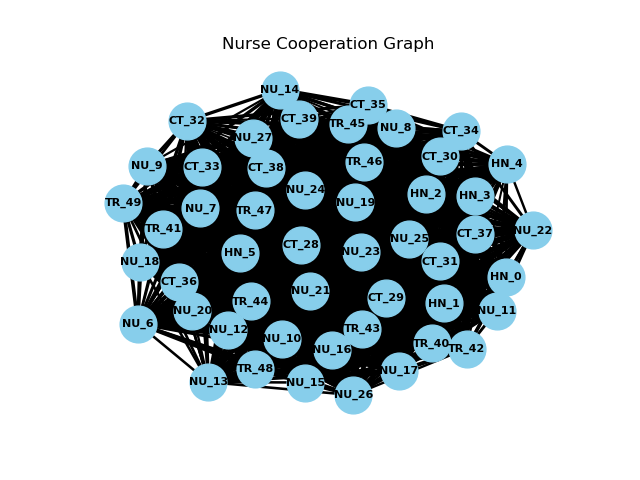 Nurse Cooperation Graph
NU_14
CT_35
CT_32
CT_39
TR_45
NU_8
CT_34
NU_27
CT_30
NU_9
CT_33
CT_38
TR_46
HN_4
NU_24
HN_2
HN_3
TR_49
NU_7
TR_47
NU_19
TR_41
NU_22
CT_37
NU_25
CT_28
HN_5
NU_23
NU_18
CT_31
HN_0
CT_36
NU_21
CT_29
TR_44
HN_1
NU_20
NU_11
NU_6
NU_12
TR_43
NU_10
TR_40
NU_16
TR_42
TR_48
NU_17
NU_13
NU_15
NU_26